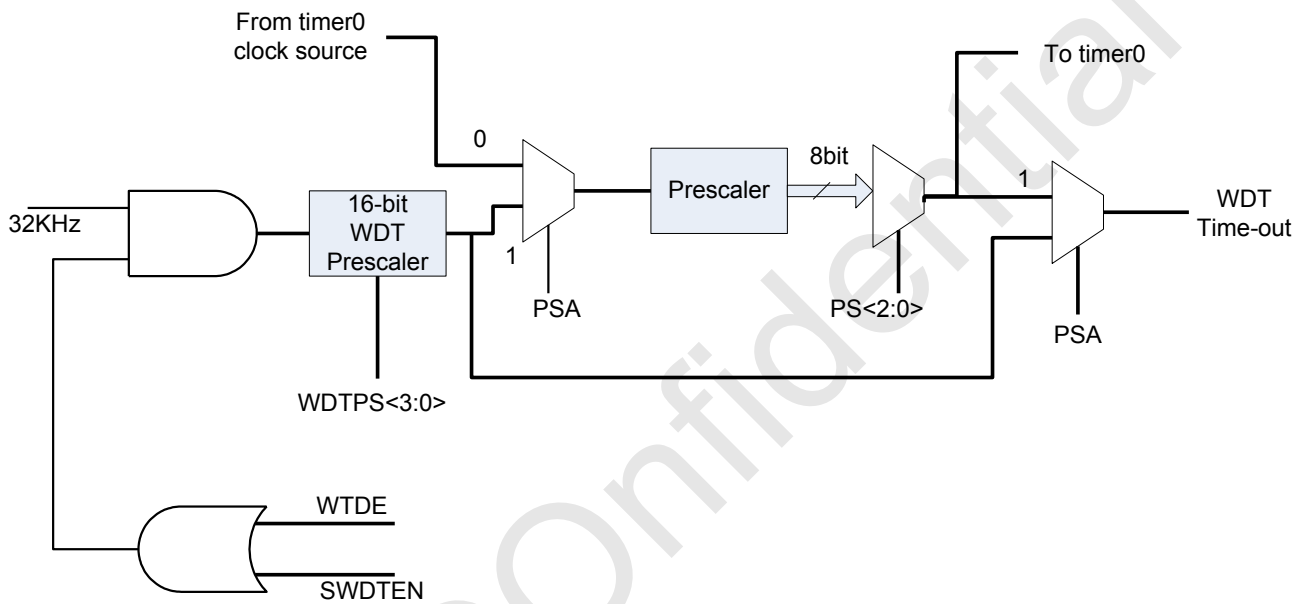 From timer0
clock source
To timer0
0
8bit
1
Prescaler
WDT
Time-out
32KHz
16-bit
WDT
Prescaler
1
PSA
PS<2:0>
PSA
WDTPS<3:0>
WTDE
SWDTEN
Confidential